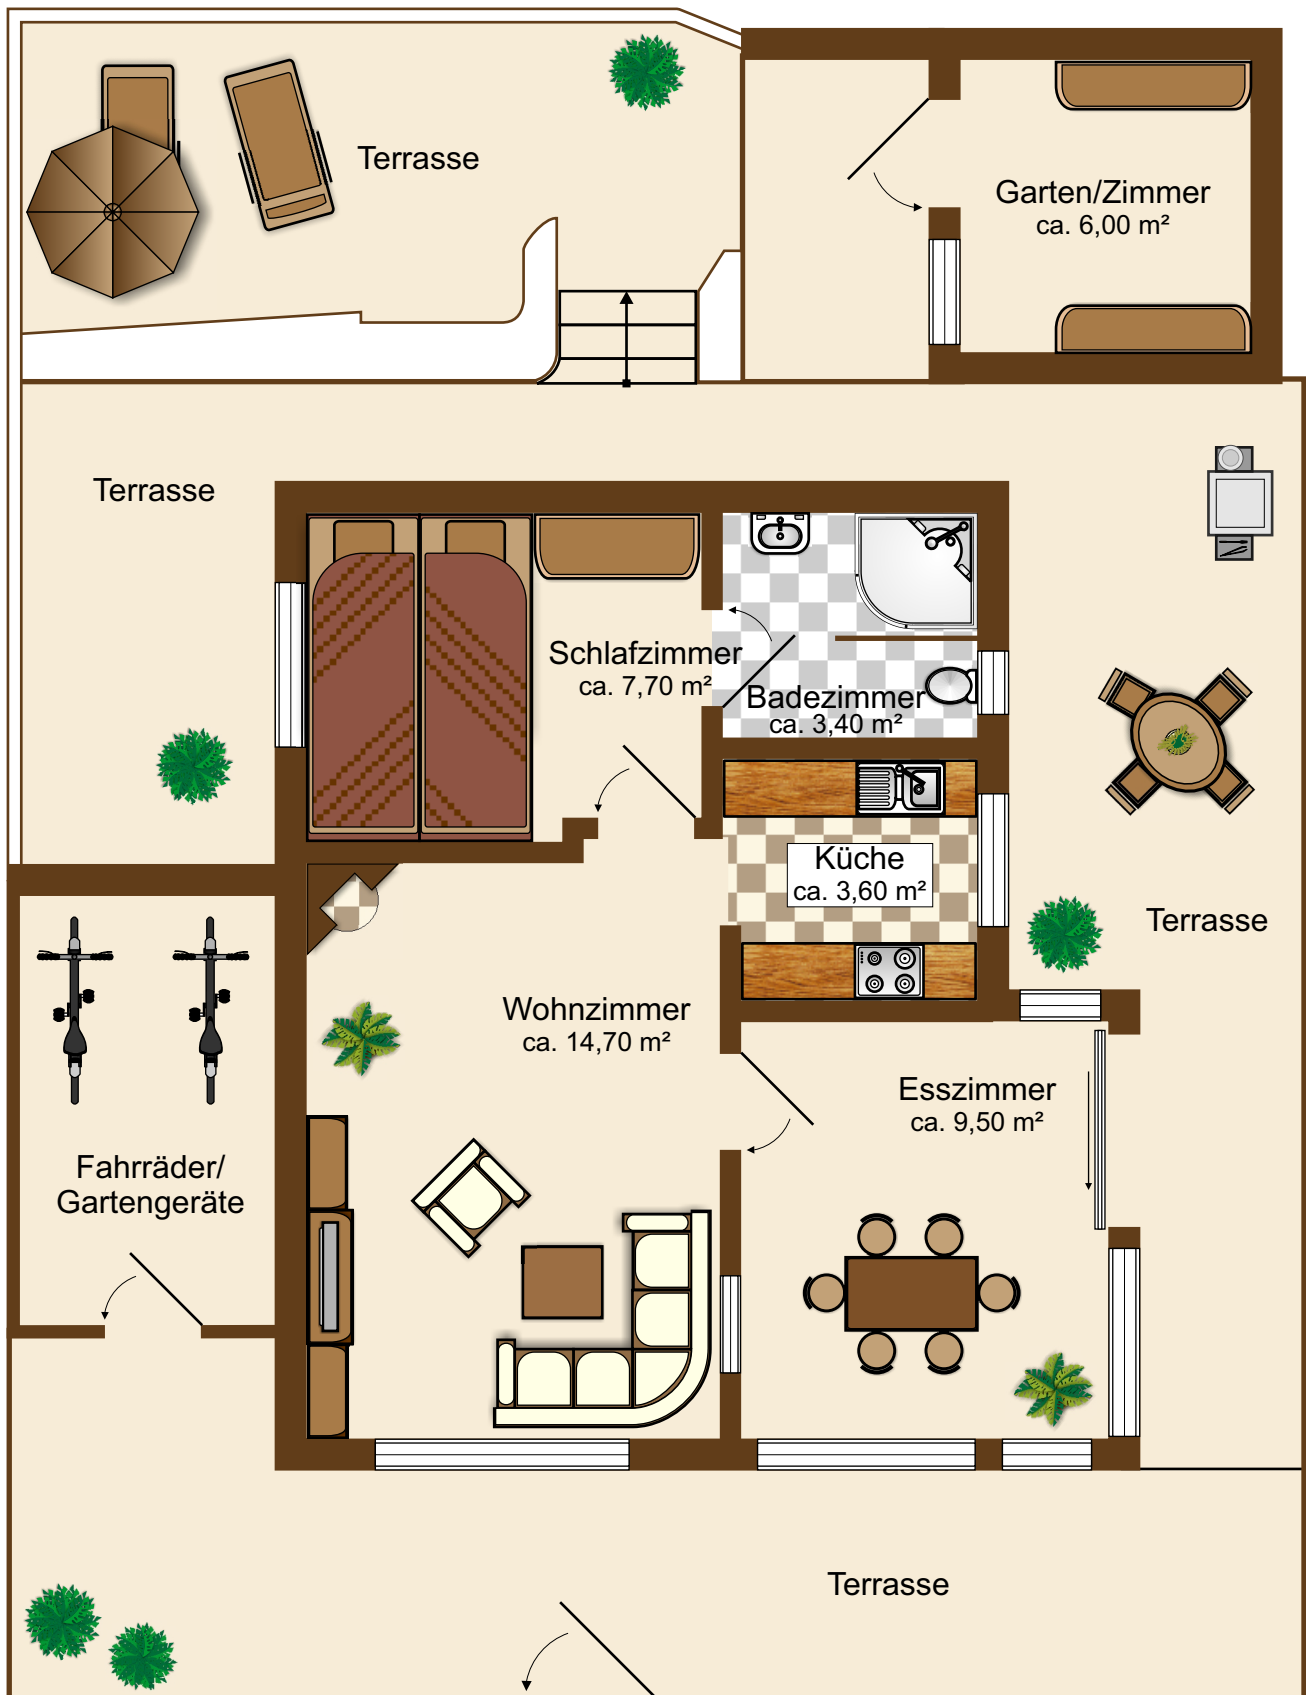 Terrasse
Garten/Zimmer
ca. 6,00 m²
Terrasse
Schlafzimmer
ca. 7,70 m²
Badezimmer
ca. 3,40 m²
Küche
ca. 3,60 m²
Terrasse
Wohnzimmer
ca. 14,70 m²
Esszimmer
ca. 9,50 m²
Fahrräder/
Gartengeräte
Terrasse